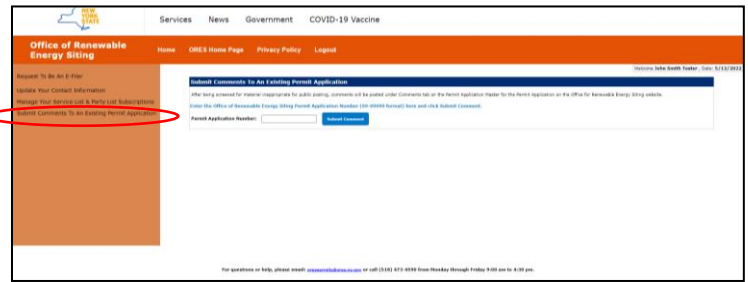 NEW
YORK
STATE
Services News Government COVID-19 Vaccine
Office of Renewable
Energy Siting
Home ORES Home Page Privacy Policy Logout
Welcome John Smith Tester , Date: 5/12/2022
Request To Be An E-Filer
Update Your Contact Information
Manage Your Service List & Party List Subscriptions
Submit Comments To An Existing Permit Application
Submit Comments To An Existing Permit Application
After being screened for material inappropriate for public posting, comments will be posted under Comments tab on the Permit Application Master for the Permit Application on the Office for Renewable Energy Siting website.
Enter the Office of Renewable Energy Siting Permit Application Number (00-00000 format) here and click Submit Comment.
Permit Application Number: Submit Comment
For questions or help, please email: or call (518) 473-4590 from Monday through Friday 9:00 am to 4:30 pm.